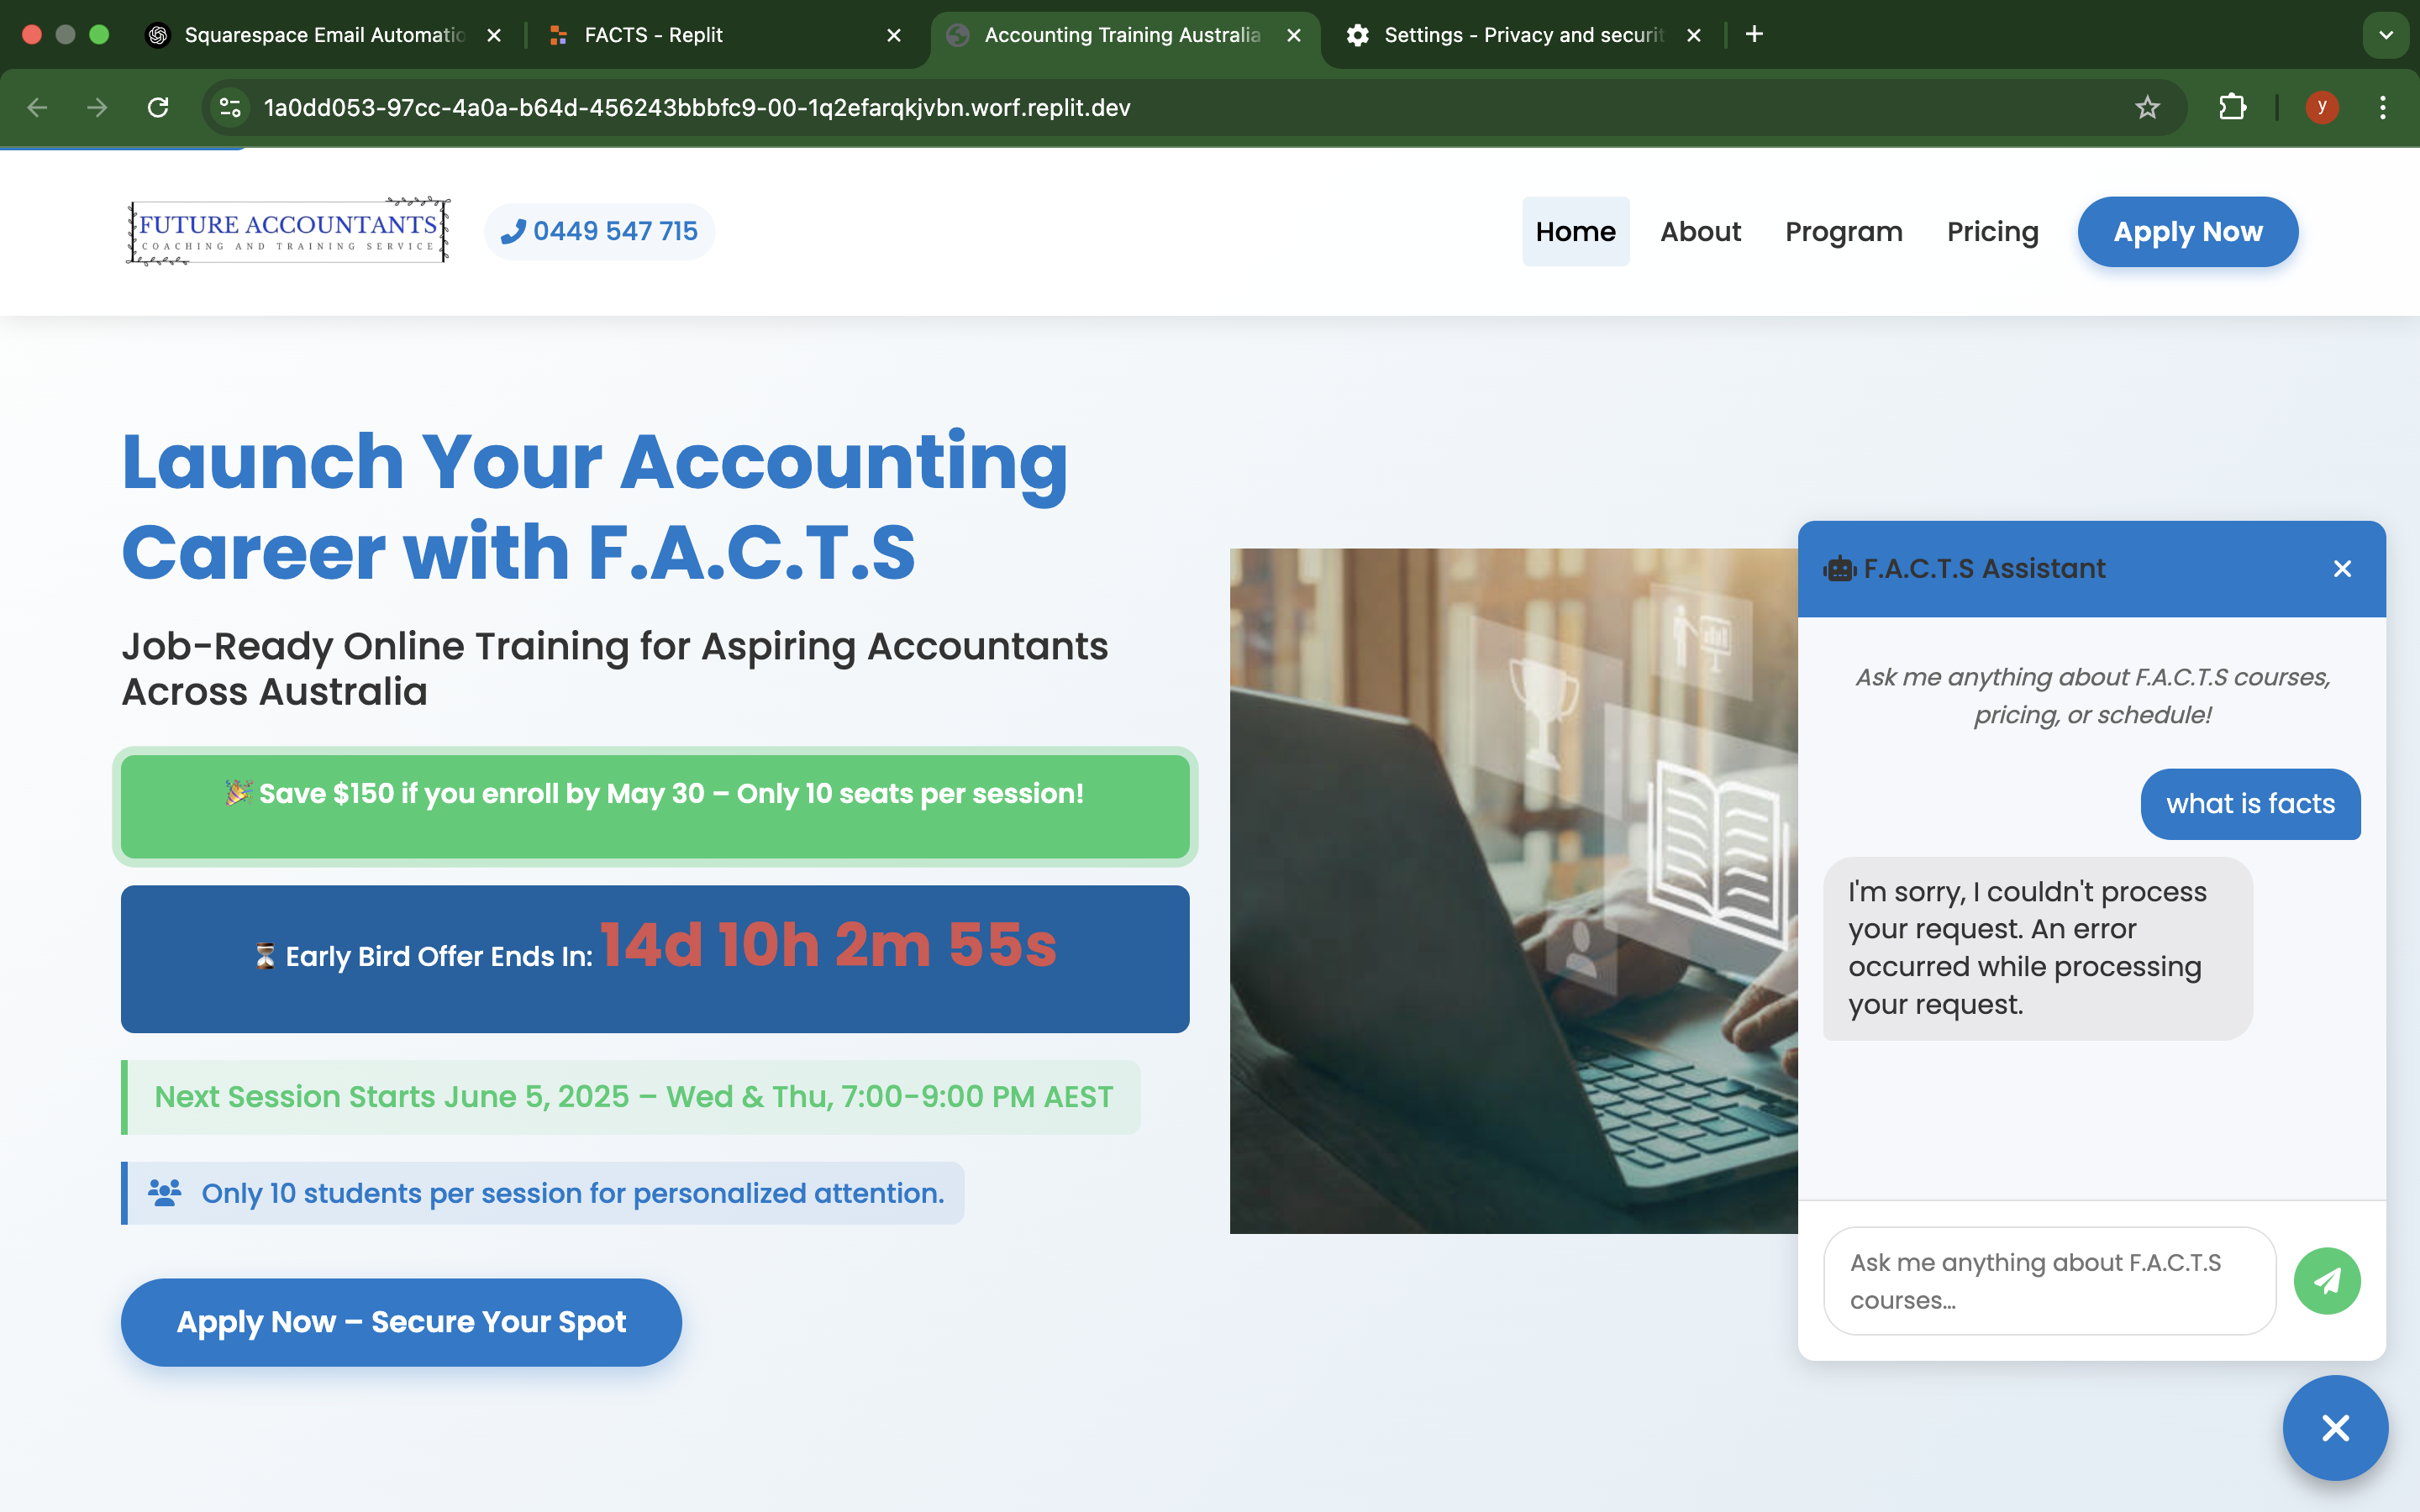 Squarespace Email Automatio
FACTS - Replit
Accounting Training Australia
Settings - Privacy and securit
1a0dd053-97cc-4a0a-b64d-456243bbbfc9-00-1q2efarqkjvbn.worf.replit.dev
y
FUTURE ACCOUNTANTS
COACHING AND TRAINING SERVICE
0449 547 715
Home
About
Program
Pricing
Apply Now
Launch Your Accounting
Career with F.A.C.T.S
Job-Ready Online Training for Aspiring Accountants
Across Australia
🎉 Save $150 if you enroll by May 30 – Only 10 seats per session!
⏳ Early Bird Offer Ends In: 14d 10h 2m 55s
Next Session Starts June 5, 2025 – Wed & Thu, 7:00-9:00 PM AEST
Only 10 students per session for personalized attention.
Apply Now – Secure Your Spot
F.A.C.T.S Assistant
Ask me anything about F.A.C.T.S courses,
pricing, or schedule!
what is facts
I'm sorry, I couldn't process
your request. An error
occurred while processing
your request.
Ask me anything about F.A.C.T.S
courses...